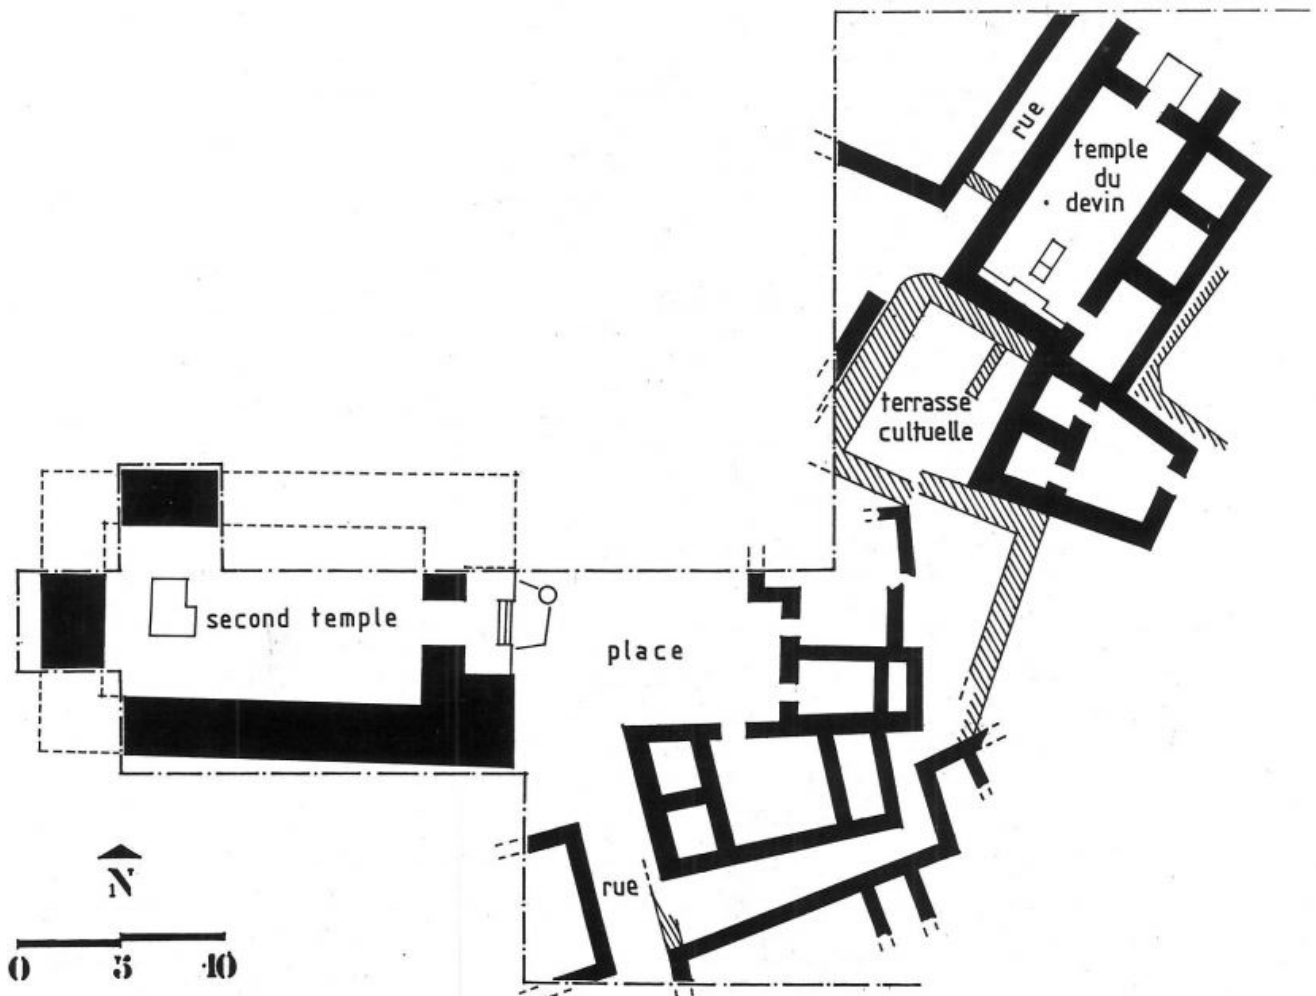 rue
temple
du
devin
terrasse
cultuelle
second temple
place
rue
N
0 5 10